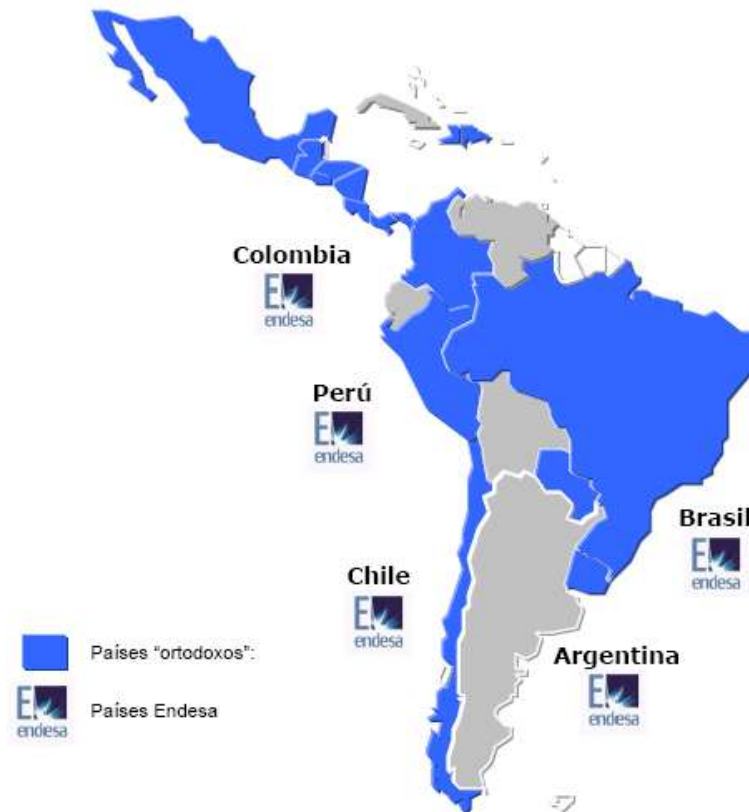 Colombia
E.
endesa
Perú
E.
endesa
Brasil
E.
endesa
Chile
E.
endesa
Argentina
E.
endesa
Países “ortodoxos”:
E.
endesa
Países Endesa